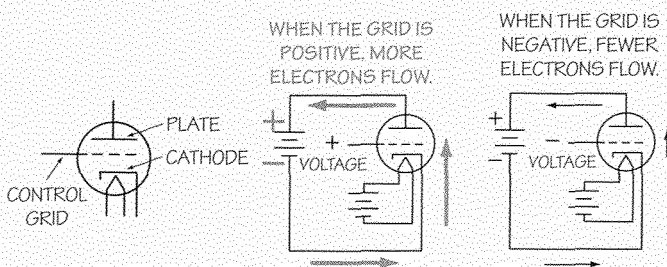 PLATE
CATHODE
CONTROL
GRID
WHEN THE GRID IS
POSITIVE, MORE
ELECTRONS FLOW.
+
−
+
VOLTAGE
WHEN THE GRID IS
NEGATIVE, FEWER
ELECTRONS FLOW.
+
−
−
VOLTAGE